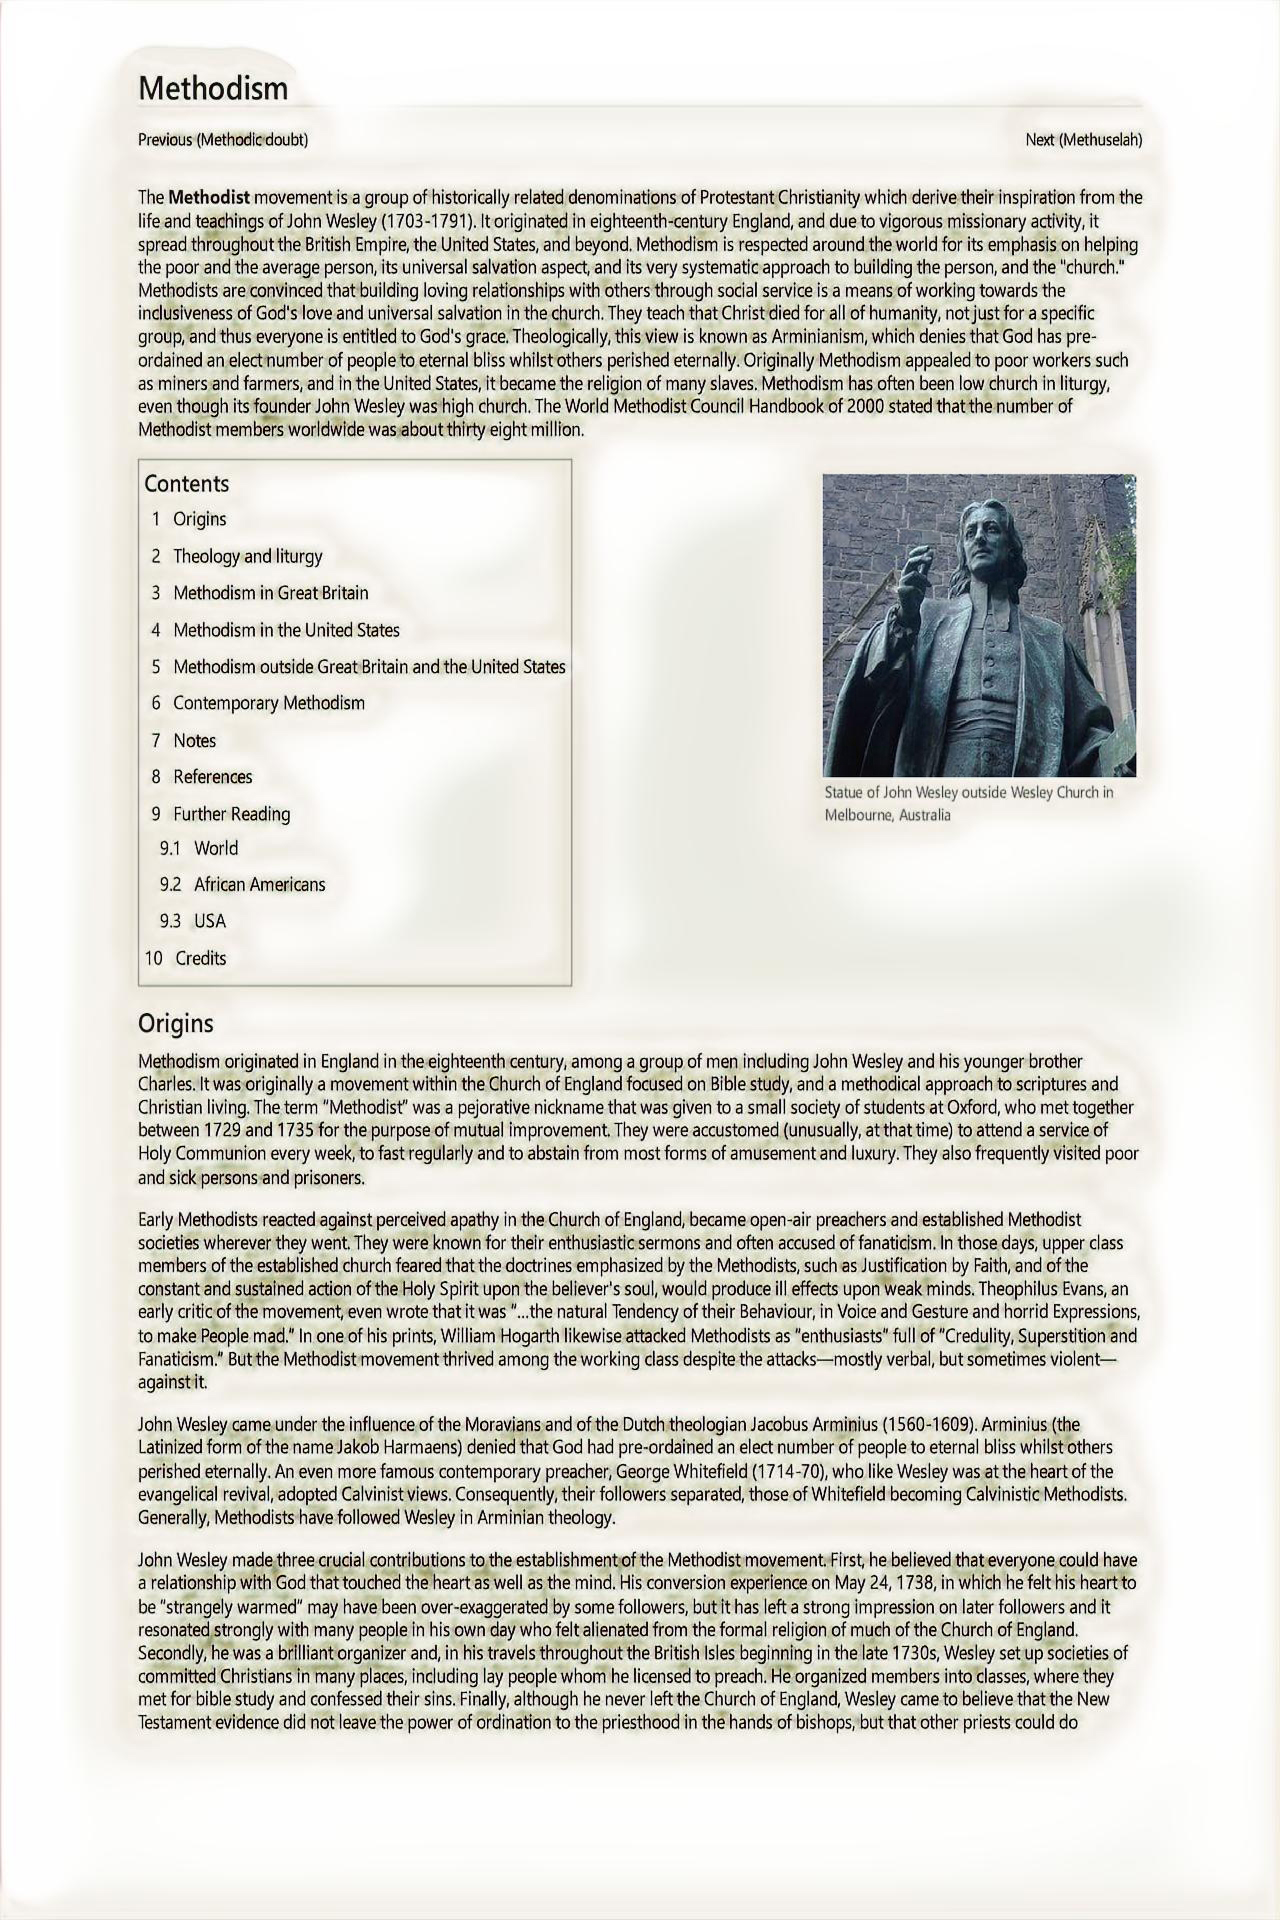 Methodism
Previous (Methodic doubt)
Next (Methuselah)
The Methodist movement is a group of historically related denominations of Protestant Christianity which derive their inspiration from the
life and teachings of John Wesley (1703-1791). It originated in eighteenth-century England, and due to vigorous missionary activity, it
spread throughout the British Empire, the United States, and beyond. Methodism is respected around the world for its emphasis on helping
the poor and the average person, its universal salvation aspect, and its very systematic approach to building the person, and the "church."
Methodists are convinced that building loving relationships with others through social service is a means of working towards the
inclusiveness of God's love and universal salvation in the church. They teach that Christ died for all of humanity, not just for a specific
group, and thus everyone is entitled to God's grace. Theologically, this view is known as Arminianism, which denies that God has pre-
ordained an elect number of people to eternal bliss whilst others perished eternally. Originally Methodism appealed to poor workers such
as miners and farmers, and in the United States, it became the religion of many slaves. Methodism has often been low church in liturgy,
even though its founder John Wesley was high church. The World Methodist Council Handbook of 2000 stated that the number of
Methodist members worldwide was about thirty eight million.
Contents
1 Origins
2 Theology and liturgy
3 Methodism in Great Britain
4 Methodism in the United States
5 Methodism outside Great Britain and the United States
6 Contemporary Methodism
7 Notes
8 References
9 Further Reading
9.1 World
9.2 African Americans
9.3 USA
10 Credits
Statue of John Wesley outside Wesley Church in
Melbourne, Australia
Origins
Methodism originated in England in the eighteenth century, among a group of men including John Wesley and his younger brother
Charles. It was originally a movement within the Church of England focused on Bible study, and a methodical approach to scriptures and
Christian living. The term "Methodist" was a pejorative nickname that was given to a small society of students at Oxford, who met together
between 1729 and 1735 for the purpose of mutual improvement. They were accustomed (unusually, at that time) to attend a service of
Holy Communion every week, to fast regularly and to abstain from most forms of amusement and luxury. They also frequently visited poor
and sick persons and prisoners.
Early Methodists reacted against perceived apathy in the Church of England, became open-air preachers and established Methodist
societies wherever they went. They were known for their enthusiastic sermons and often accused of fanaticism. In those days, upper class
members of the established church feared that the doctrines emphasized by the Methodists, such as Justification by Faith, and of the
constant and sustained action of the Holy Spirit upon the believer's soul, would produce ill effects upon weak minds. Theophilus Evans, an
early critic of the movement, even wrote that it was "...the natural Tendency of their Behaviour, in Voice and Gesture and horrid Expressions,
to make People mad." In one of his prints, William Hogarth likewise attacked Methodists as "enthusiasts" full of "Credulity, Superstition and
Fanaticism." But the Methodist movement thrived among the working class despite the attacks—mostly verbal, but sometimes violent—
against it.
John Wesley came under the influence of the Moravians and of the Dutch theologian Jacobus Arminius (1560-1609). Arminius (the
Latinized form of the name Jakob Harmaens) denied that God had pre-ordained an elect number of people to eternal bliss whilst others
perished eternally. An even more famous contemporary preacher, George Whitefield (1714-70), who like Wesley was at the heart of the
evangelical revival, adopted Calvinist views. Consequently, their followers separated, those of Whitefield becoming Calvinistic Methodists.
Generally, Methodists have followed Wesley in Arminian theology.
John Wesley made three crucial contributions to the establishment of the Methodist movement. First, he believed that everyone could have
a relationship with God that touched the heart as well as the mind. His conversion experience on May 24, 1738, in which he felt his heart to
be "strangely warmed" may have been over-exaggerated by some followers, but it has left a strong impression on later followers and it
resonated strongly with many people in his own day who felt alienated from the formal religion of much of the Church of England.
Secondly, he was a brilliant organizer and, in his travels throughout the British Isles beginning in the late 1730s, Wesley set up societies of
committed Christians in many places, including lay people whom he licensed to preach. He organized members into classes, where they
met for bible study and confessed their sins. Finally, although he never left the Church of England, Wesley came to believe that the New
Testament evidence did not leave the power of ordination to the priesthood in the hands of bishops, but that other priests could do